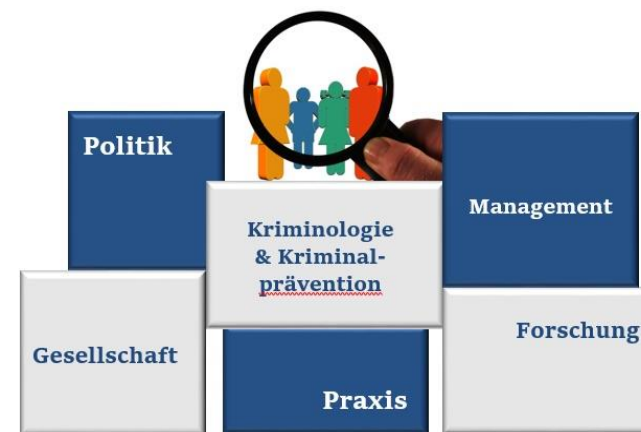 Politik
Management
Kriminologie
& Kriminal-
prävention
Forschung
Gesellschaft
Praxis